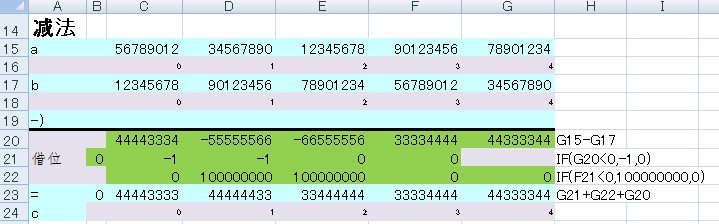 A B C D E F G H I
14 减法
15 a 56789012 34567890 12345678 90123456 78901234
16 0 1 2 3 4
17 b 12345678 90123456 78901234 56789012 34567890
18 0 1 2 3 4
19 -)
20 44443334 -55555566 -66555556 33334444 44333344 G15-G17
21 借位 0 -1 -1 0 0 IF(G20<0,-1,0)
22 0 100000000 100000000 0 0 IF(F21<0,100000000,0)
23 = 0 44443333 44444433 33444444 33334444 44333344 G21+G22+G20
24 c 0 1 2 3 4